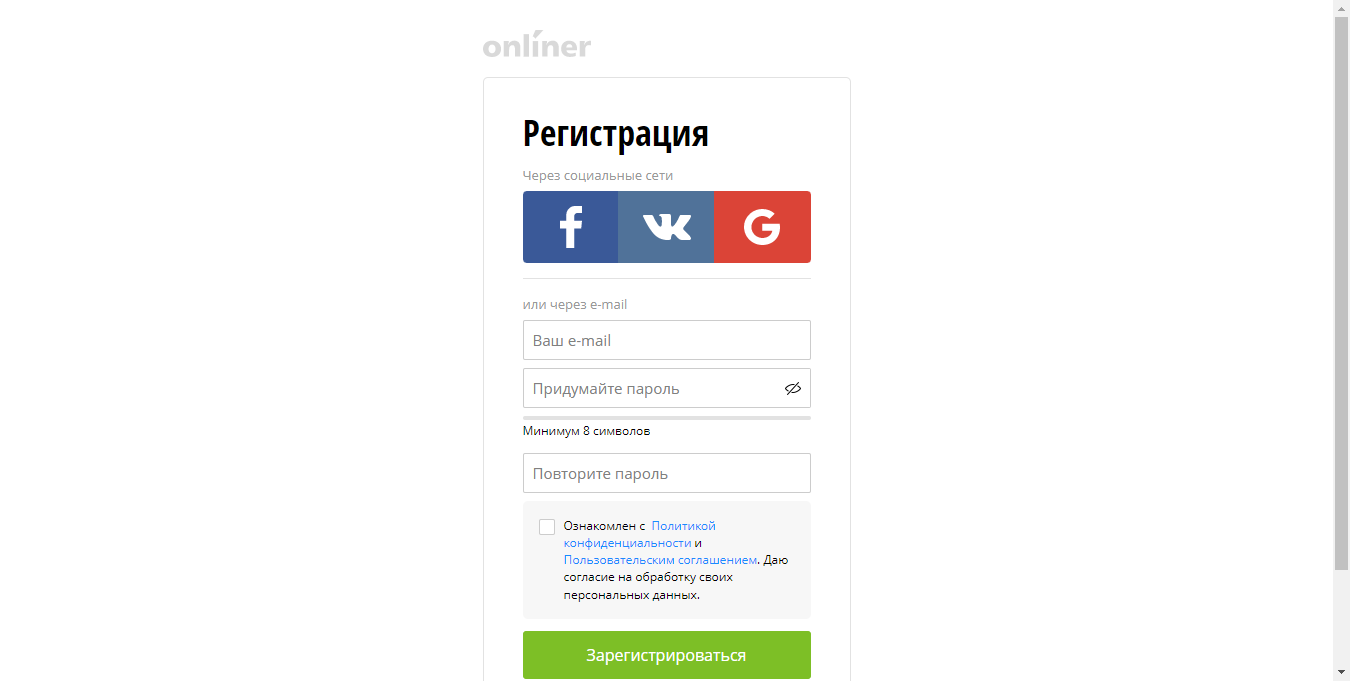 onlíner
Регистрация
Через социальные сети
или через e-mail
Ваш e-mail
Придумайте пароль
Минимум 8 символов
Повторите пароль
Ознакомлен с Политикой
конфиденциальности и
Пользовательским соглашением. Даю
согласие на обработку своих
персональных данных.
Зарегистрироваться